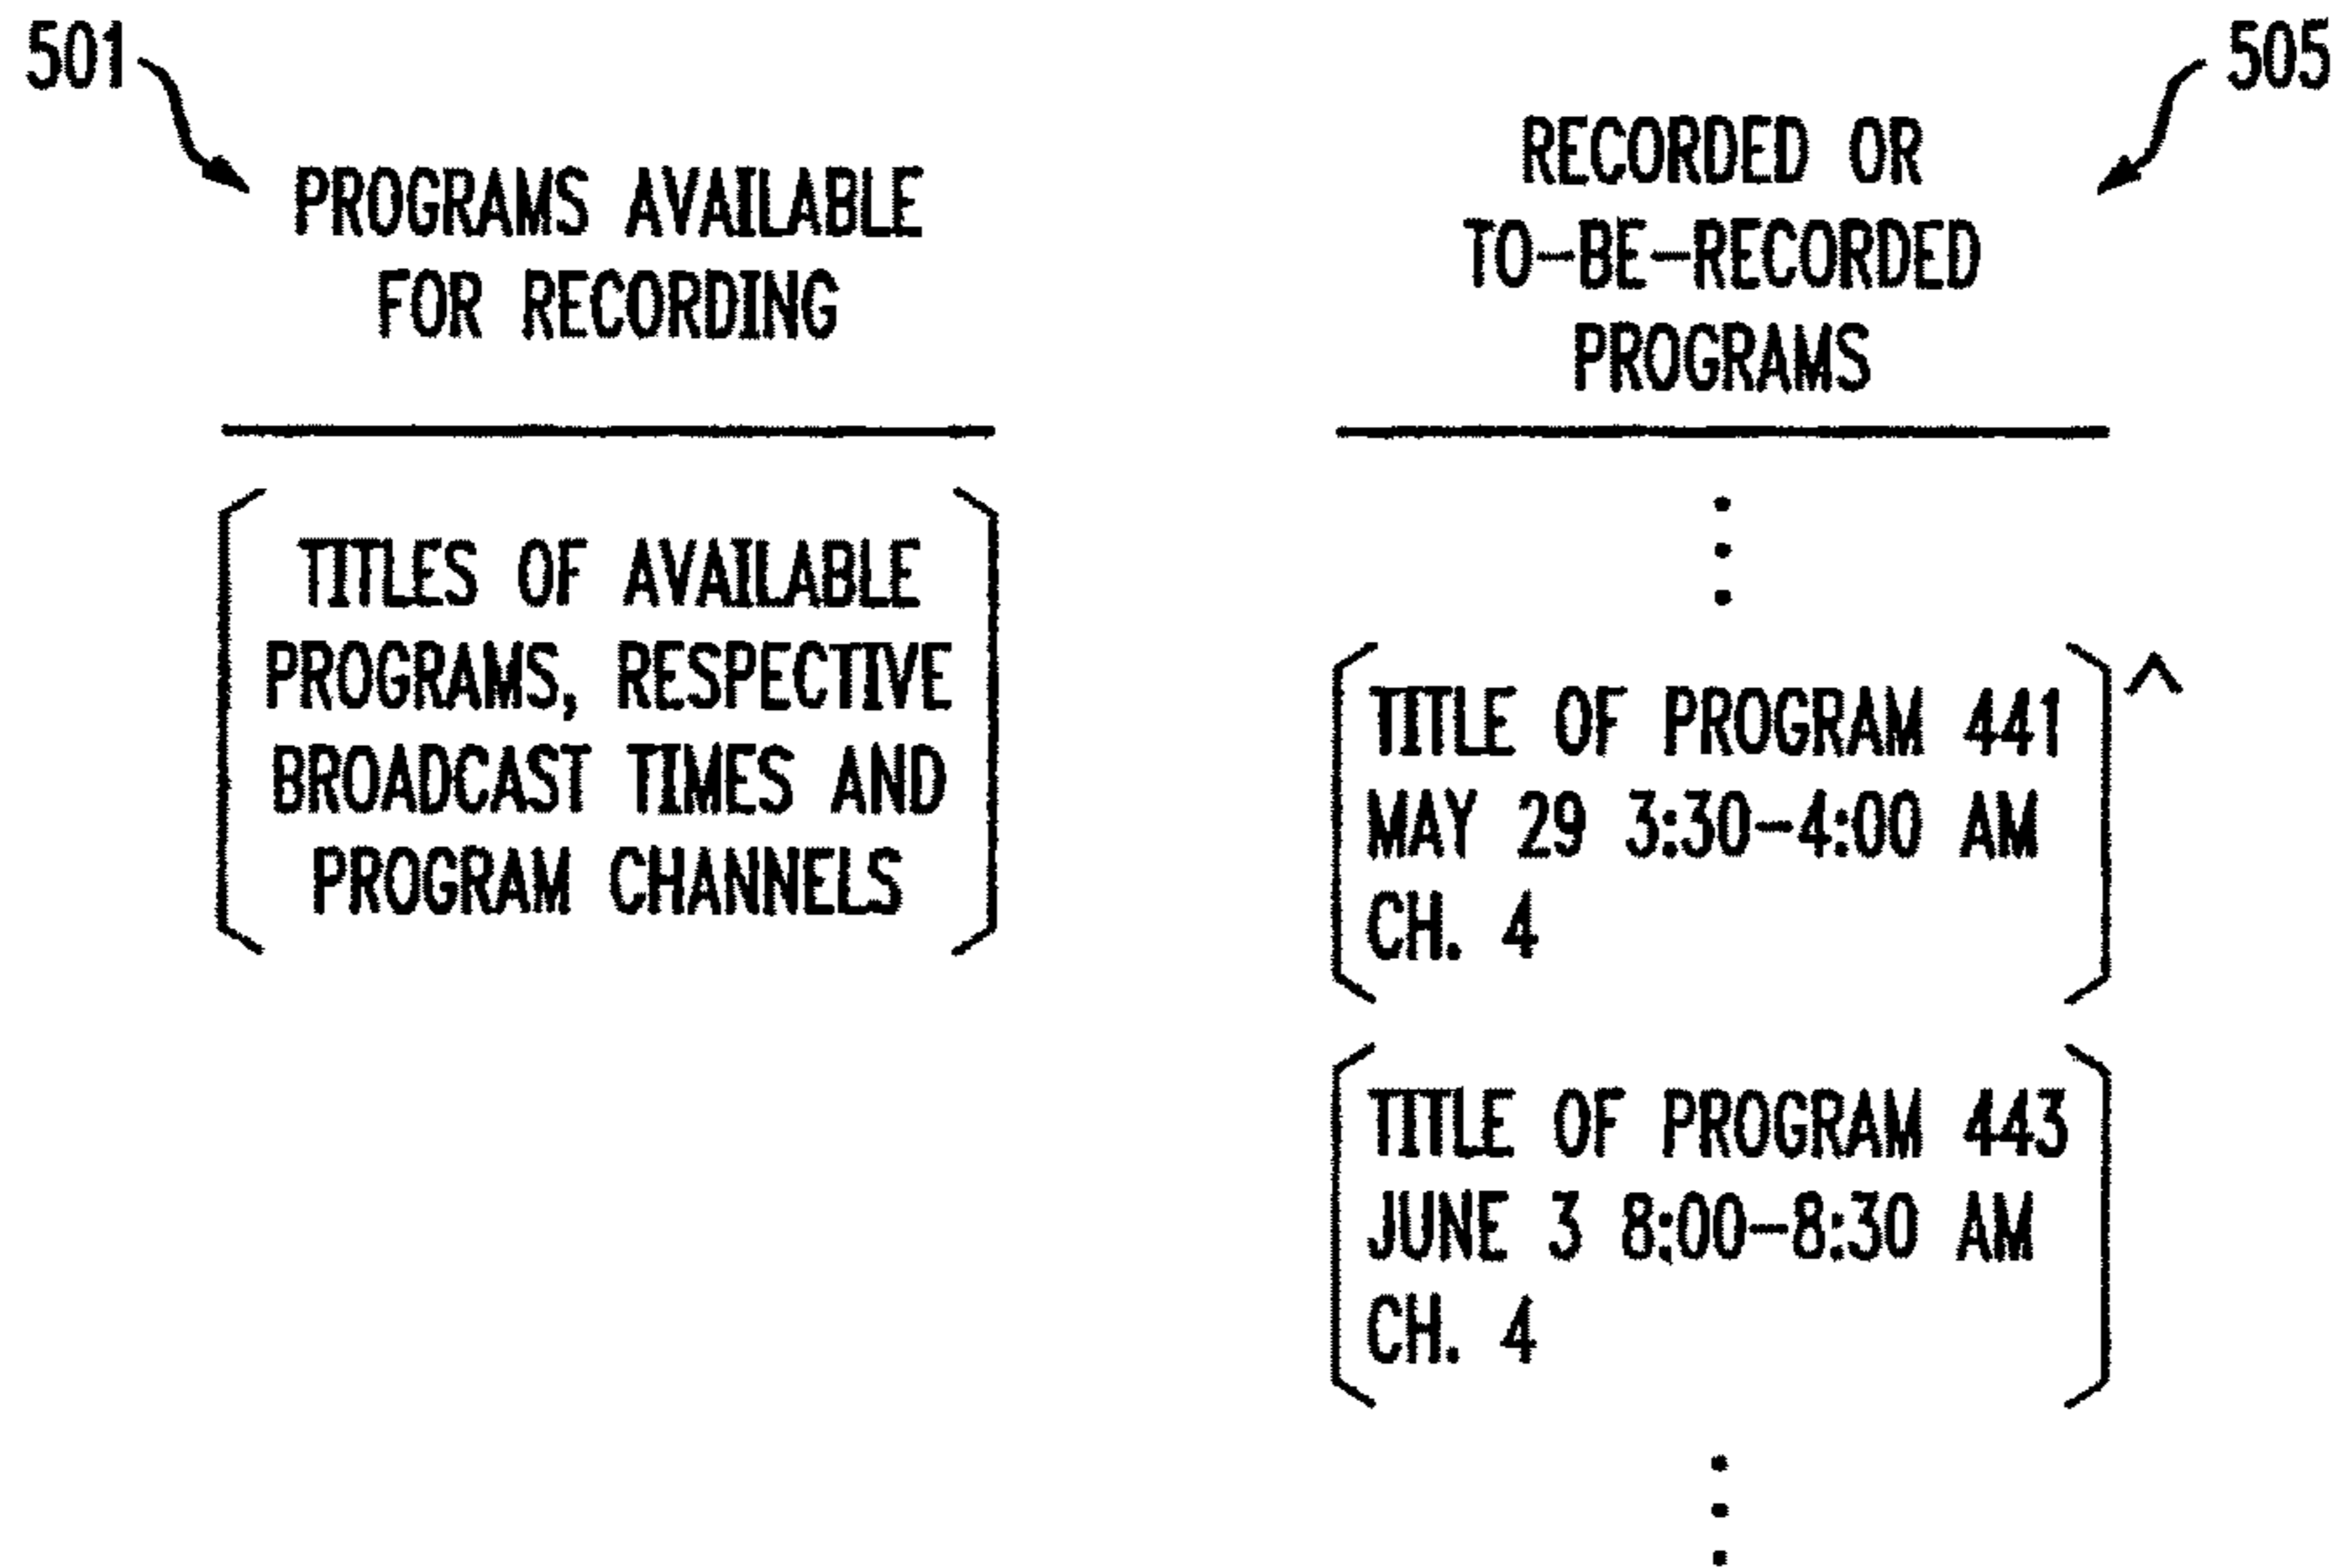 501
PROGRAMS AVAILABLE
FOR RECORDING
TITLES OF AVAILABLE
PROGRAMS, RESPECTIVE
BROADCAST TIMES AND
PROGRAM CHANNELS
505
RECORDED OR
TO-BE-RECORDED
PROGRAMS
TITLE OF PROGRAM 441 ^
MAY 29 3:30-4:00 AM
CH. 4
TITLE OF PROGRAM 443
JUNE 3 8:00-8:30 AM
CH. 4